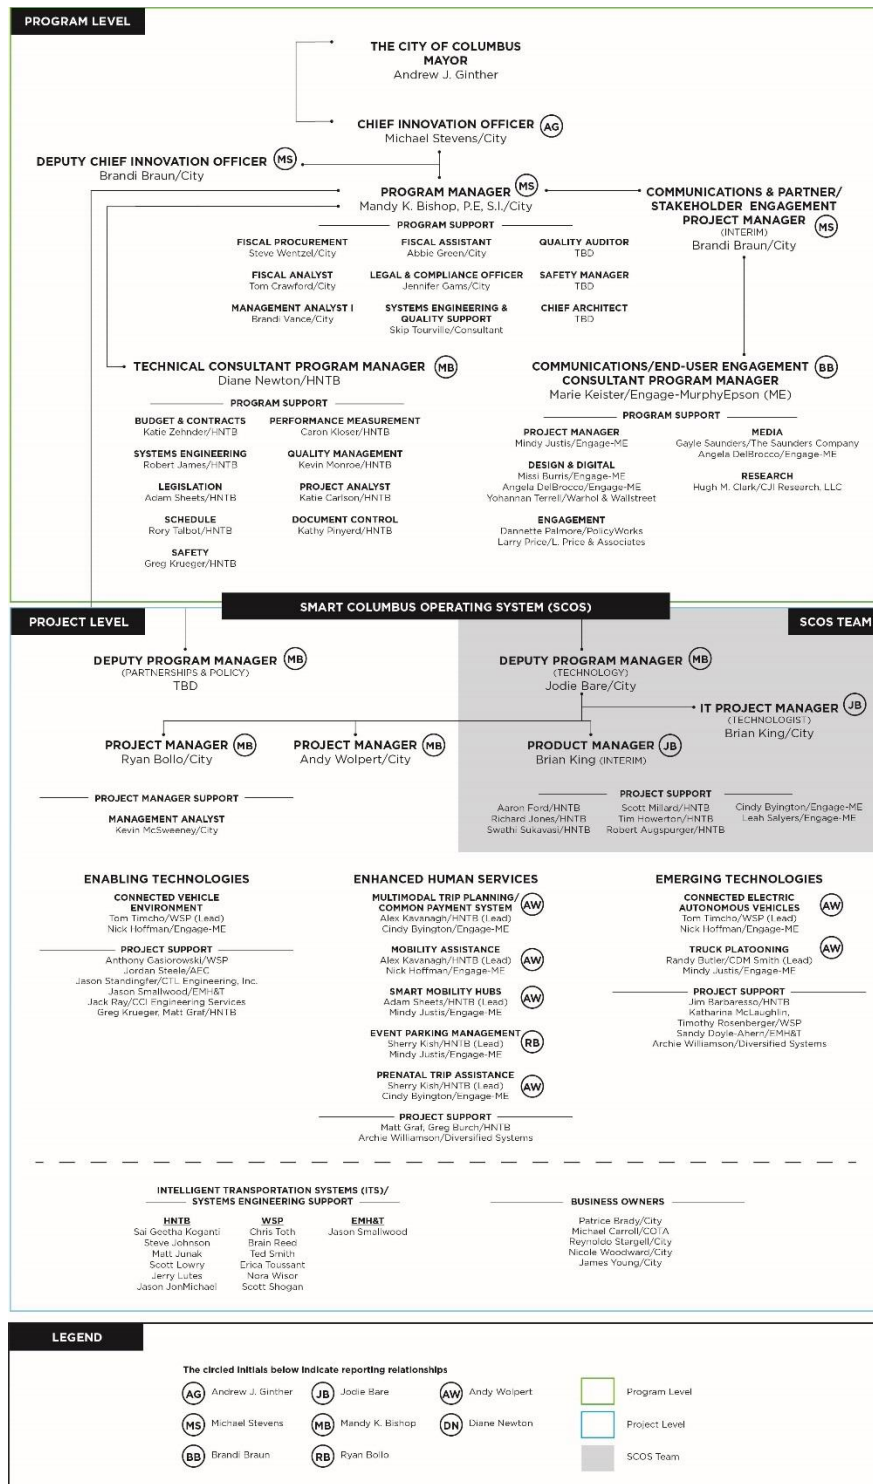 PROGRAM LEVEL
THE CITY OF COLUMBUS
MAYOR
Andrew J. Ginther
CHIEF INNOVATION OFFICER AG
Michael Stevens/City
DEPUTY CHIEF INNOVATION OFFICER MS
Brandi Braun/City
PROGRAM MANAGER MS
Mandy K. Bishop, P.E, S.I./City
COMMUNICATIONS & PARTNER/
STAKEHOLDER ENGAGEMENT
PROJECT MANAGER MS
(INTERIM)
Brandi Braun/City
PROGRAM SUPPORT
FISCAL PROCUREMENT
Steve Wentzel/City
FISCAL ASSISTANT
Abbie Green/City
QUALITY AUDITOR
TBD
FISCAL ANALYST
Tom Crawford/City
LEGAL & COMPLIANCE OFFICER
Jennifer Gams/City
SAFETY MANAGER
TBD
MANAGEMENT ANALYST I
Brandi Vance/City
SYSTEMS ENGINEERING &
QUALITY SUPPORT
Skip Tourville/Consultant
CHIEF ARCHITECT
TBD
TECHNICAL CONSULTANT PROGRAM MANAGER MB
Diane Newton/HNTB
PROGRAM SUPPORT
BUDGET & CONTRACTS
Katie Zehnder/HNTB
PERFORMANCE MEASUREMENT
Caron Kloser/HNTB
SYSTEMS ENGINEERING
Robert James/HNTB
QUALITY MANAGEMENT
Kevin Monroe/HNTB
LEGISLATION
Adam Sheets/HNTB
PROJECT ANALYST
Katie Carlson/HNTB
SCHEDULE
Rory Talbot/HNTB
DOCUMENT CONTROL
Kathy Pinyerd/HNTB
SAFETY
Greg Krueger/HNTB
COMMUNICATIONS/END-USER ENGAGEMENT BB
CONSULTANT PROGRAM MANAGER
Marie Keister/Engage-MurphyEpson (ME)
PROGRAM SUPPORT
PROJECT MANAGER
Mindy Justis/Engage-ME
MEDIA
Gayle Saunders/The Saunders Company
Angela DelBrocco/Engage-ME
DESIGN & DIGITAL
Missi Burris/Engage-ME
Angela DelBrocco/Engage-ME
Yohannan Terrell/Warhol & Wallstreet
RESEARCH
Hugh M. Clark/CJI Research, LLC
ENGAGEMENT
Dannette Palmore/PolicyWorks
Larry Price/L. Price & Associates
SMART COLUMBUS OPERATING SYSTEM (SCOS)
PROJECT LEVEL
SCOS TEAM
DEPUTY PROGRAM MANAGER MB
(PARTNERSHIPS & POLICY)
TBD
DEPUTY PROGRAM MANAGER MB
(TECHNOLOGY)
Jodie Bare/City
IT PROJECT MANAGER JB
(TECHNOLOGIST)
Brian King/City
PROJECT MANAGER MB
Ryan Bollo/City
PROJECT MANAGER MB
Andy Wolpert/City
PRODUCT MANAGER JB
Brian King (INTERIM)
PROJECT MANAGER SUPPORT
MANAGEMENT ANALYST
Kevin McSweeney/City
PROJECT SUPPORT
Aaron Ford/HNTB
Richard Jones/HNTB
Swathi Sukavasi/HNTB
Scott Millard/HNTB
Tim Howerton/HNTB
Robert Augspurger/HNTB
Cindy Byington/Engage-ME
Leah Salyers/Engage-ME
ENABLING TECHNOLOGIES
CONNECTED VEHICLE
ENVIRONMENT
Tom Timcho/WSP (Lead)
Nick Hoffman/Engage-ME
PROJECT SUPPORT
Anthony Gasiorowski/WSP
Jordan Steele/AEC
Jason Standingfer/CTL Engineering, Inc.
Jason Smallwood/EMH&T
Jack Ray/CCI Engineering Services
Greg Krueger, Matt Graf/HNTB
ENHANCED HUMAN SERVICES
MULTIMODAL TRIP PLANNING/
COMMON PAYMENT SYSTEM AW
Alex Kavanagh/HNTB (Lead)
Cindy Byington/Engage-ME
MOBILITY ASSISTANCE
Alex Kavanagh/HNTB (Lead) AW
Nick Hoffman/Engage-ME
SMART MOBILITY HUBS
Adam Sheets/HNTB (Lead) AW
Mindy Justis/Engage-ME
EVENT PARKING MANAGEMENT
Sherry Kish/HNTB (Lead) RB
Mindy Justis/Engage-ME
PRENATAL TRIP ASSISTANCE
Sherry Kish/HNTB (Lead) AW
Cindy Byington/Engage-ME
PROJECT SUPPORT
Matt Graf, Greg Burch/HNTB
Archie Williamson/Diversified Systems
EMERGING TECHNOLOGIES
CONNECTED ELECTRIC
AUTONOMOUS VEHICLES AW
Tom Timcho/WSP (Lead)
Nick Hoffman/Engage-ME
TRUCK PLATOONING AW
Randy Butler/CDM Smith (Lead)
Mindy Justis/Engage-ME
PROJECT SUPPORT
Jim Barbaresso/HNTB
Katharina McLaughlin,
Timothy Rosenberger/WSP
Sandy Doyle-Ahern/EMH&T
Archie Williamson/Diversified Systems
INTELLIGENT TRANSPORTATION SYSTEMS (ITS)/
SYSTEMS ENGINEERING SUPPORT
HNTB
Sai Geetha Koganti
Steve Johnson
Matt Junak
Scott Lowry
Jerry Lutes
Jason JonMichael
WSP
Chris Toth
Brain Reed
Ted Smith
Erica Toussant
Nora Wisor
Scott Shogan
EMH&T
Jason Smallwood
BUSINESS OWNERS
Patrice Brady/City
Michael Carroll/COTA
Reynoldo Stargell/City
Nicole Woodward/City
James Young/City
LEGEND
The circled initials below indicate reporting relationships
AG Andrew J. Ginther
JB Jodie Bare
AW Andy Wolpert
Program Level
MS Michael Stevens
MB Mandy K. Bishop
DN Diane Newton
Project Level
BB Brandi Braun
RB Ryan Bollo
SCOS Team